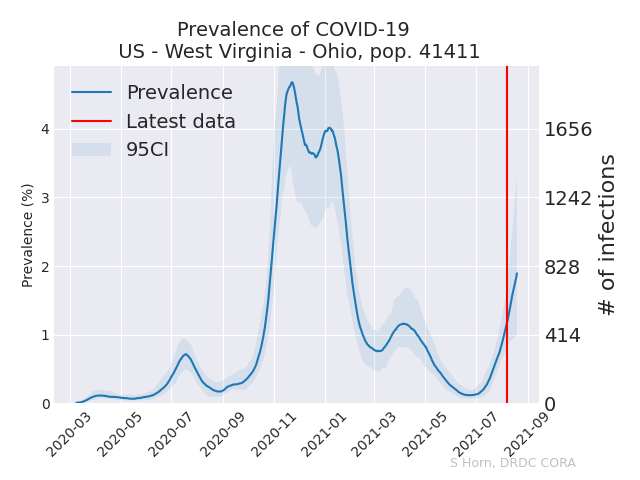 Prevalence of COVID-19
US - West Virginia - Ohio, pop. 41411
Prevalence
Latest data
95CI
Prevalence (%)
4
3
2
1
0
1656
1242
828
414
0
# of infections
2020-03
2020-05
2020-07
2020-09
2020-11
2021-01
2021-03
2021-05
2021-07
2021-09
S Horn, DRDC CORA